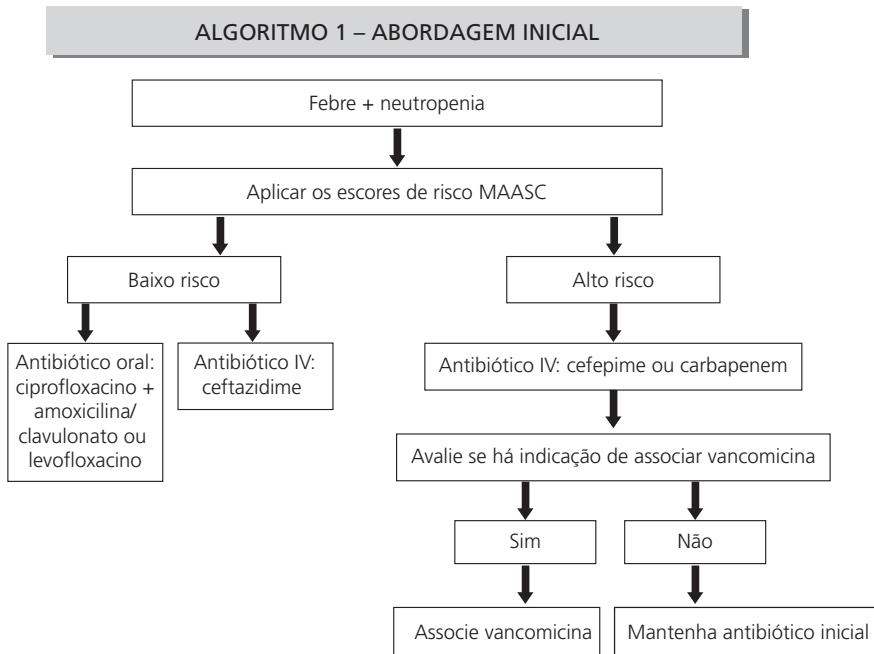 ALGORITMO 1 – ABORDAGEM INICIAL
Febre + neutropenia
Aplicar os escores de risco MAASC
Baixo risco
Alto risco
Antibiótico oral:
ciprofloxacino +
amoxicilina/
clavulonato ou
levofloxacino
Antibiótico IV:
ceftazidime
Antibiótico IV: cefepime ou carbapenem
Avalie se há indicação de associar vancomicina
Sim
Não
Associe vancomicina
Mantenha antibiótico inicial